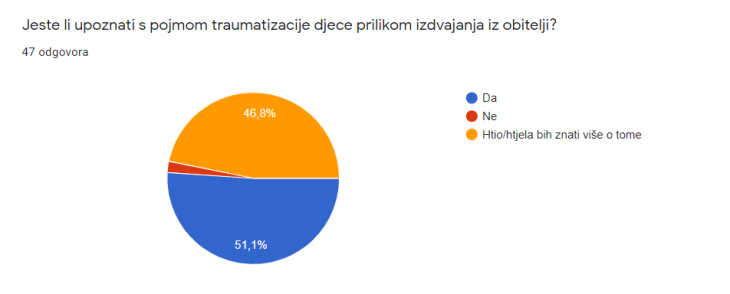 Jeste li upoznati s pojmom traumatizacije djece prilikom izdvajanja iz obitelji?
47 odgovora
46,8%
51,1%
Da
Ne
Htio/htjela bih znati više o tome